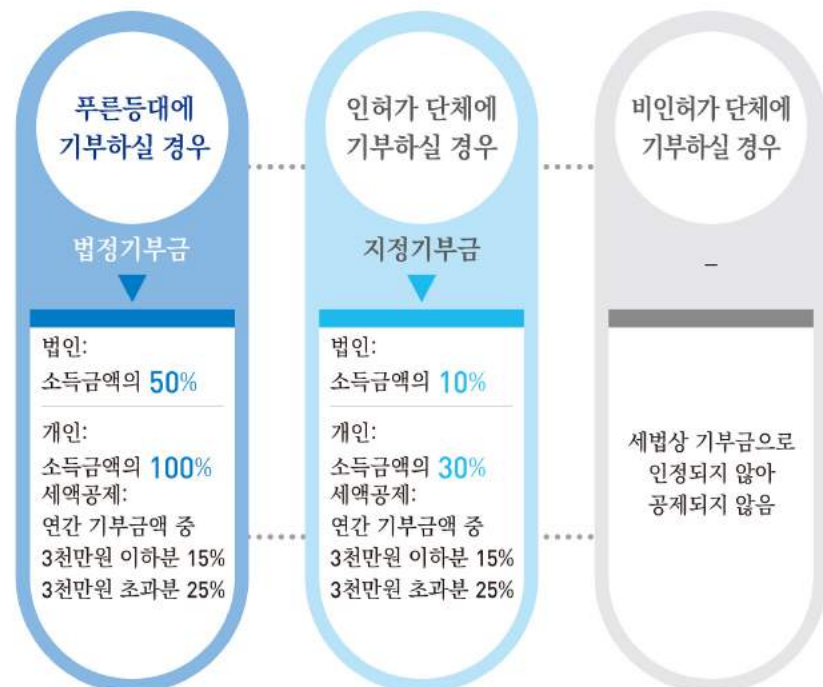 푸른등대에
기부하실 경우
법정기부금
법인:
소득금액의 50%
개인:
소득금액의 100%
세액공제:
연간 기부금액 중
3천만원 이하분 15%
3천만원 초과분 25%
인허가 단체에
기부하실 경우
지정기부금
법인:
소득금액의 10%
개인:
소득금액의 30%
세액공제:
연간 기부금액 중
3천만원 이하분 15%
3천만원 초과분 25%
비인허가 단체에
기부하실 경우
–
세법상 기부금으로
인정되지 않아
공제되지 않음